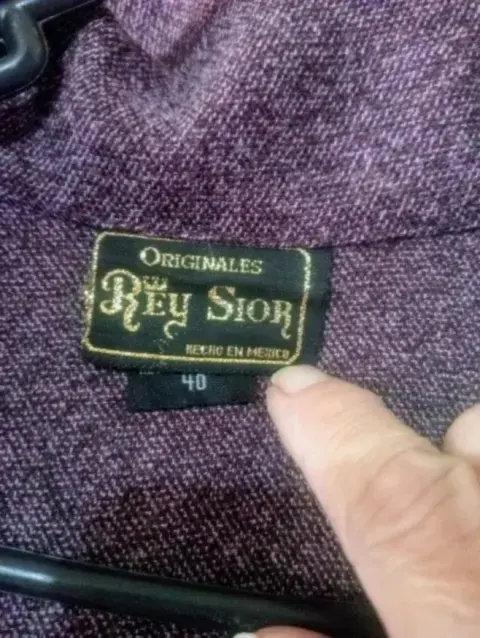 ORIGINALES
REY SIOR
HECHO EN MEXICO
40